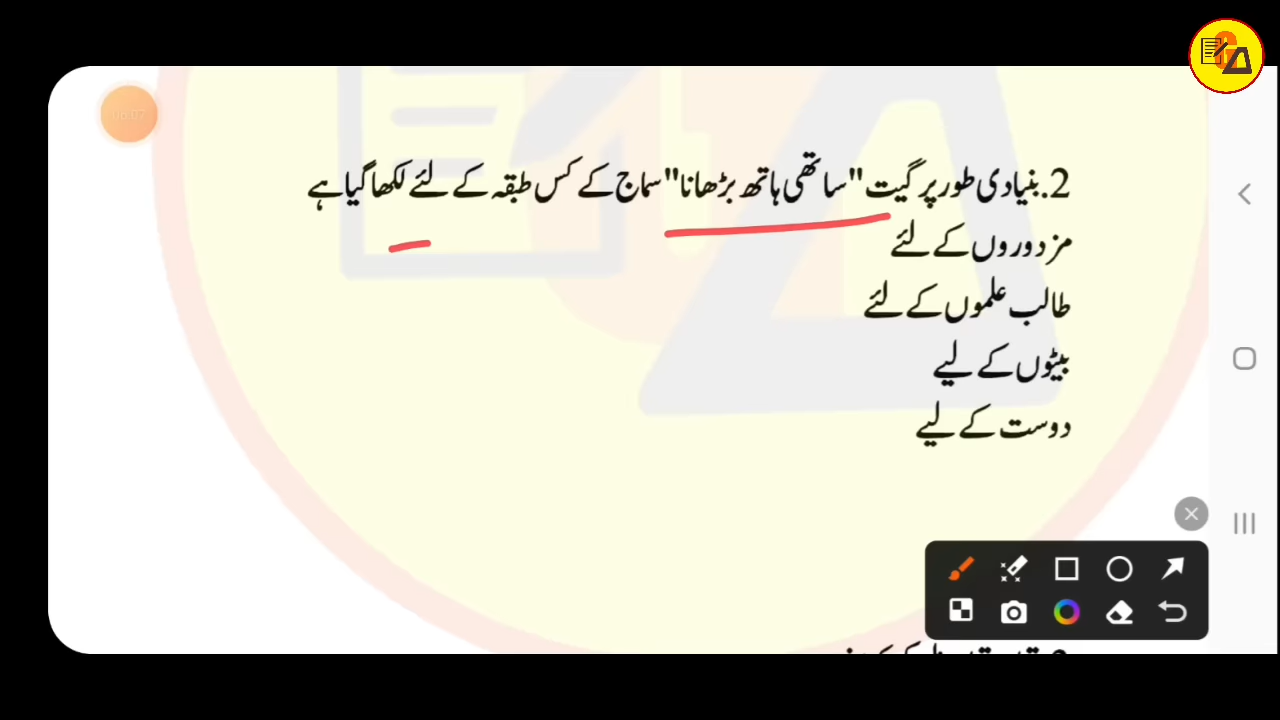 2. بنیادی طور پر گیت "ساتھی ہاتھ بڑھانا" سماج کے کس طبقہ کے لئے لکھا گیا ہے
مزدوروں کے لئے
طالب علموں کے لئے
بیٹوں کے لیے
دوست کے لیے